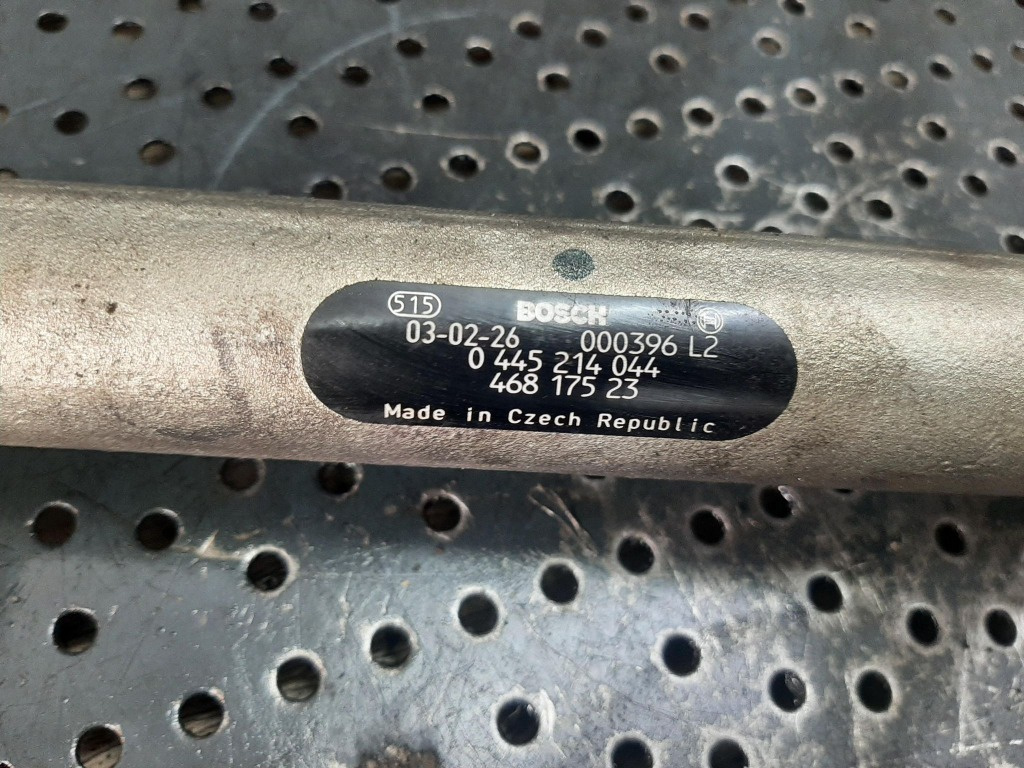 515 BOSCH
03-02-26 000396 L2
0 445 214 044
468 175 23
Made in Czech Republic